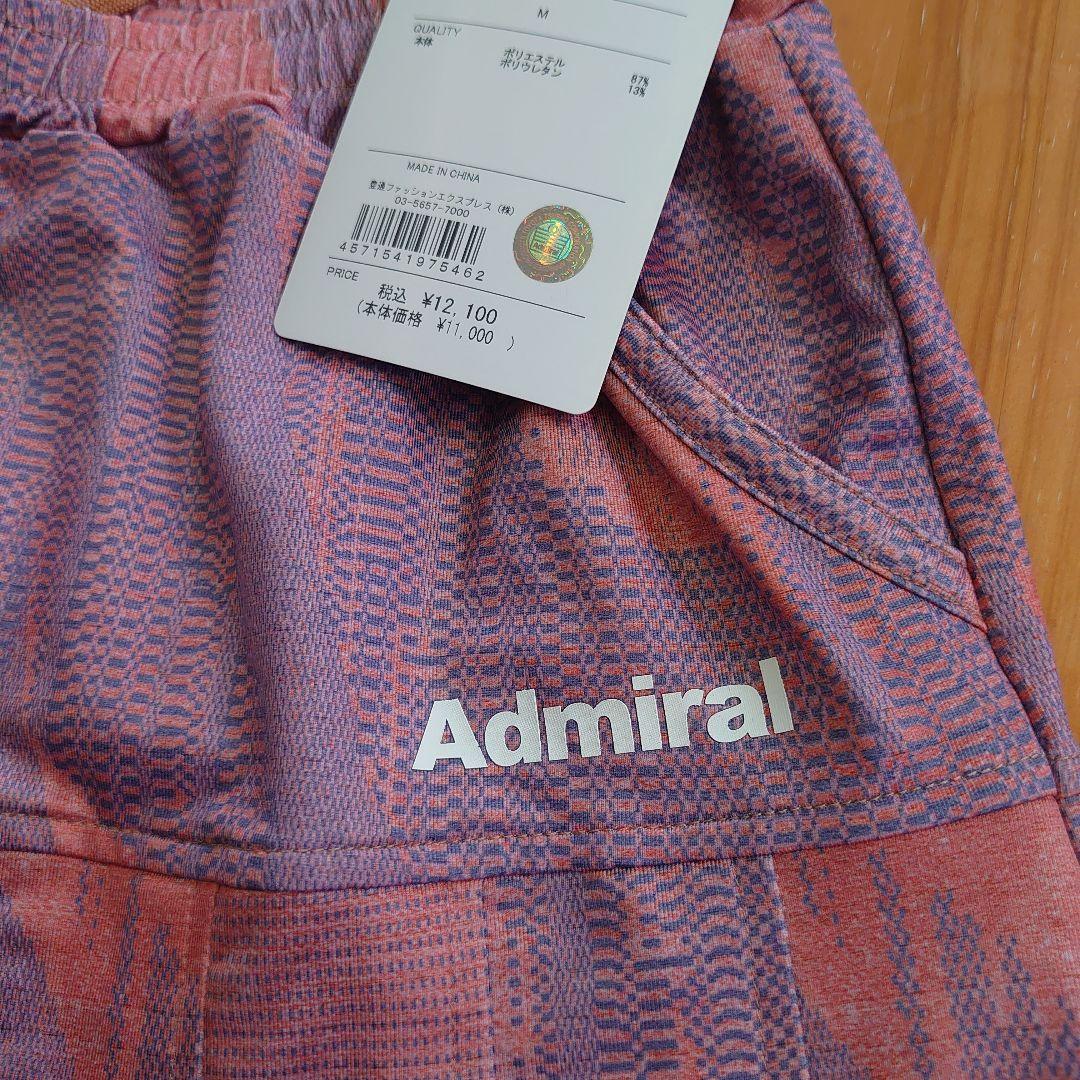 M
QUALITY
本体
ポリエステル 87%
ポリウレタン 13%
MADE IN CHINA
豊通ファッションエクスプレス (株)
03-5657-7000
4571541975462
PRICE
税込 ¥12,100
(本体価格 ¥11,000 )
Admiral